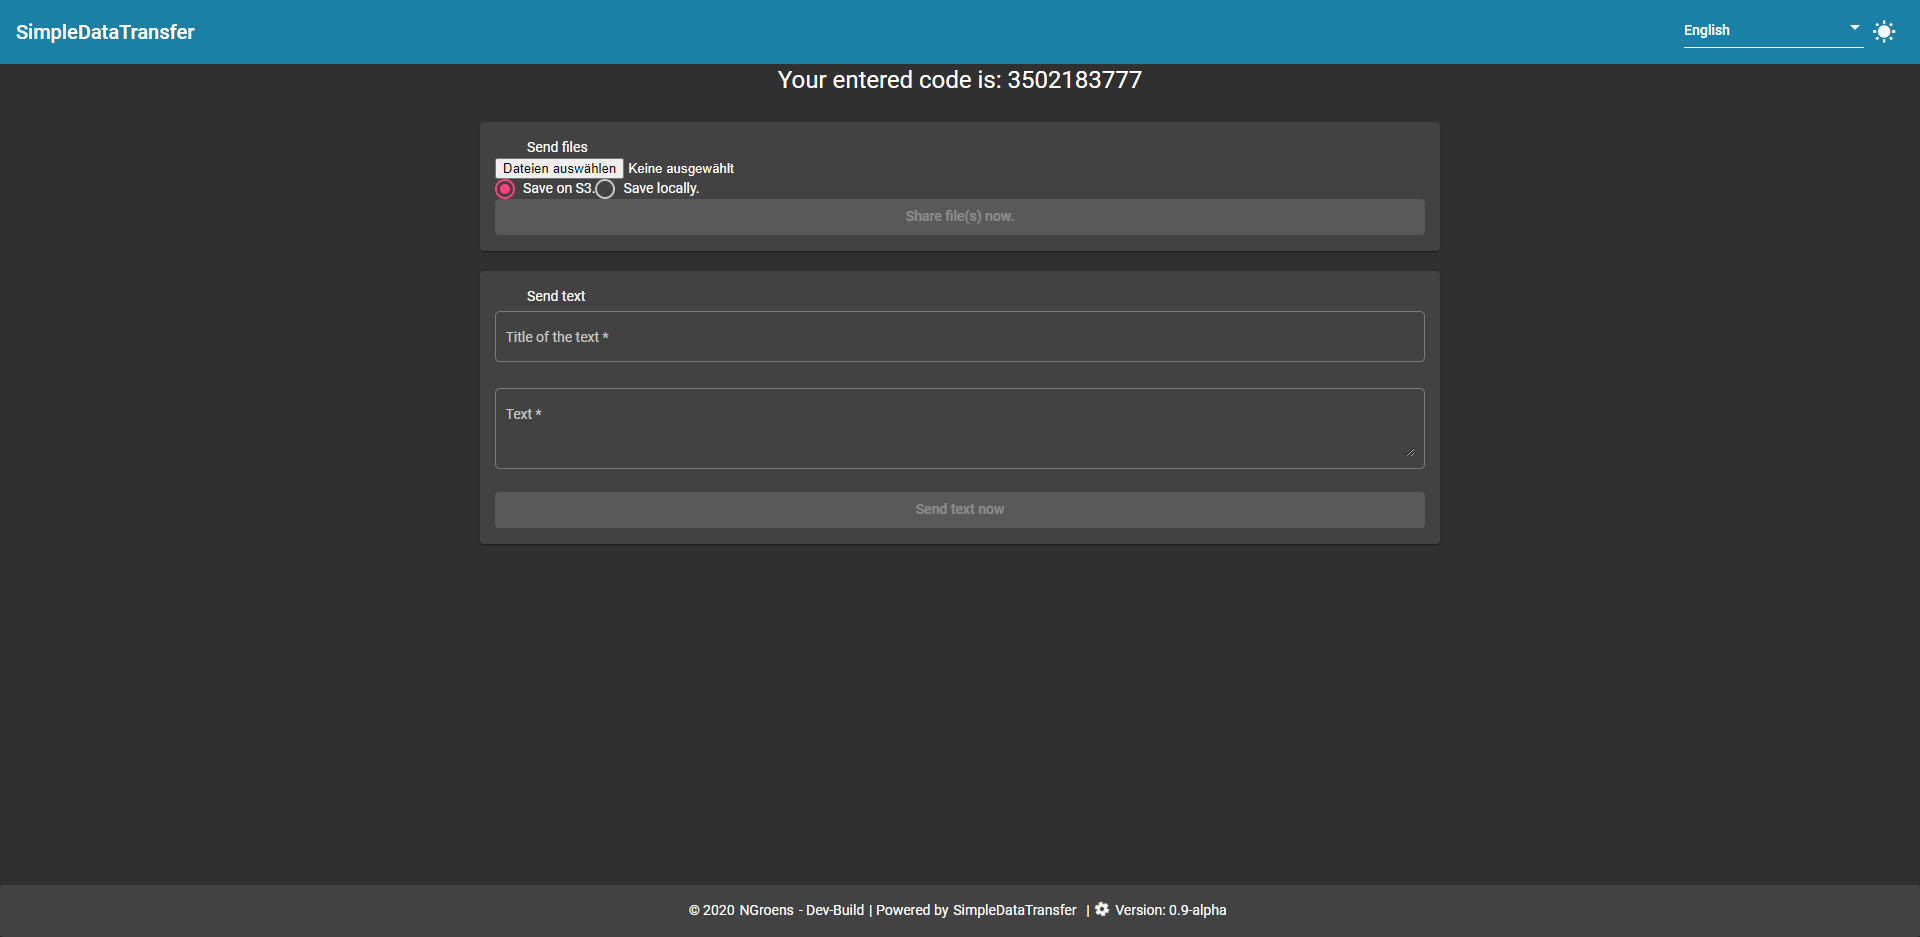 SimpleDataTransfer
English
Your entered code is: 3502183777
Send files
Dateien auswählen Keine ausgewählt
Save on S3. Save locally.
Share file(s) now.
Send text
Title of the text *
Text *
Send text now
© 2020 NGroens - Dev-Build | Powered by SimpleDataTransfer | Version: 0.9-alpha